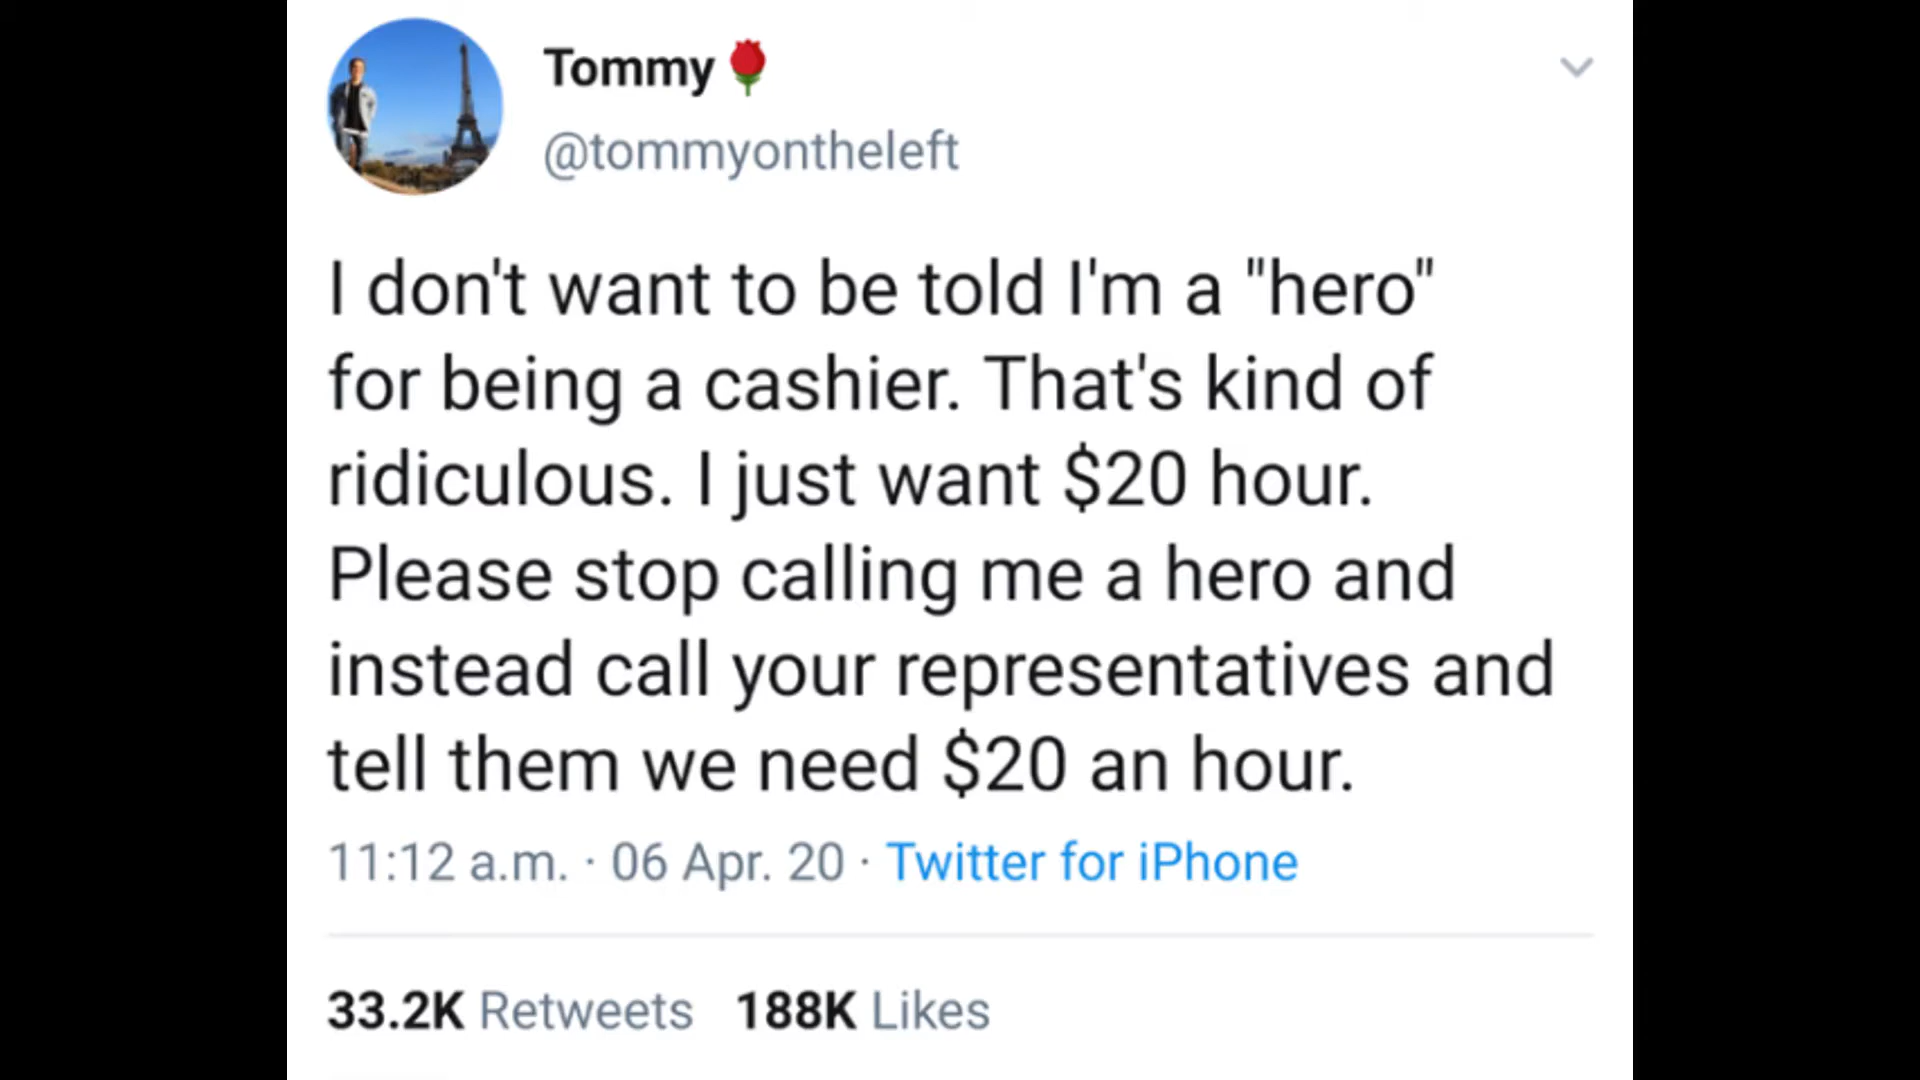 Tommy🌹
@tommyontheleft
I don't want to be told I'm a "hero"
for being a cashier. That's kind of
ridiculous. I just want $20 hour.
Please stop calling me a hero and
instead call your representatives and
tell them we need $20 an hour.
11:12 a.m. · 06 Apr. 20 · Twitter for iPhone
33.2K Retweets 188K Likes